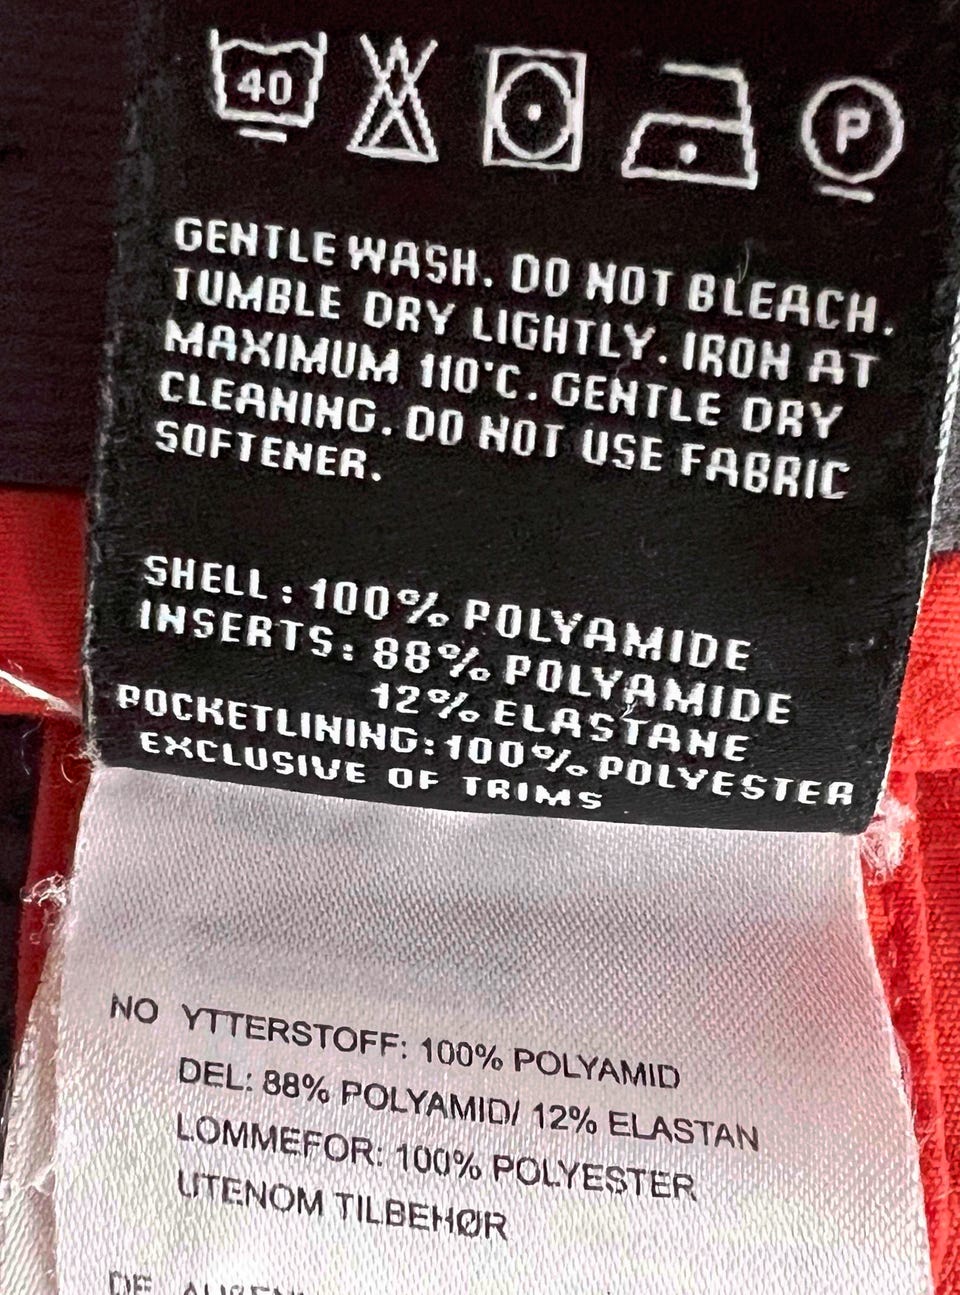 40
P
GENTLE WASH. DO NOT BLEACH.
TUMBLE DRY LIGHTLY. IRON AT
MAXIMUM 110°C. GENTLE DRY
CLEANING. DO NOT USE FABRIC
SOFTENER.
SHELL: 100% POLYAMIDE
INSERTS: 88% POLYAMIDE
12% ELASTANE
POCKETLINING: 100% POLYESTER
EXCLUSIVE OF TRIMS
NO YTTERSTOFF: 100% POLYAMID
DEL: 88% POLYAMID/ 12% ELASTAN
LOMMEFOR: 100% POLYESTER
UTENOM TILBEHØR
DE